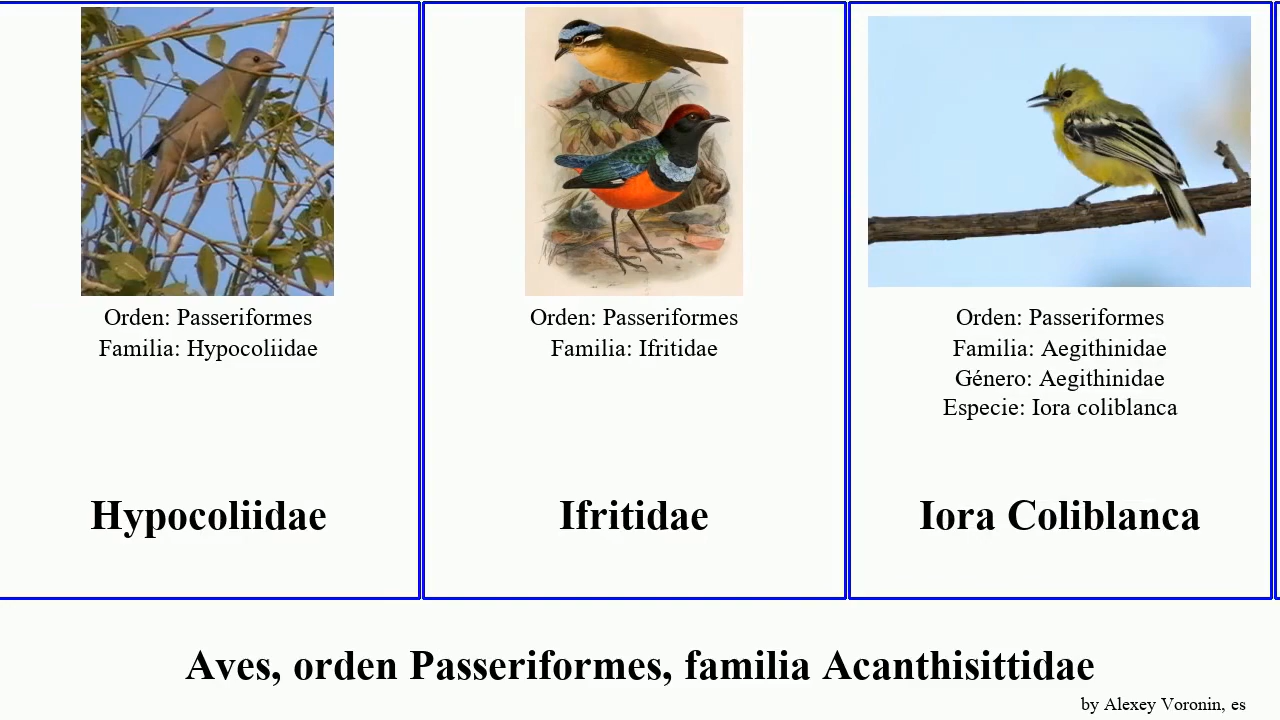 Orden: Passeriformes
Familia: Hypocoliidae
Hypocoliidae
Orden: Passeriformes
Familia: Ifritidae
Ifritidae
Orden: Passeriformes
Familia: Aegithinidae
Género: Aegithinidae
Especie: Iora coliblanca
Iora Coliblanca
Aves, orden Passeriformes, familia Acanthisittidae
by Alexey Voronin, es